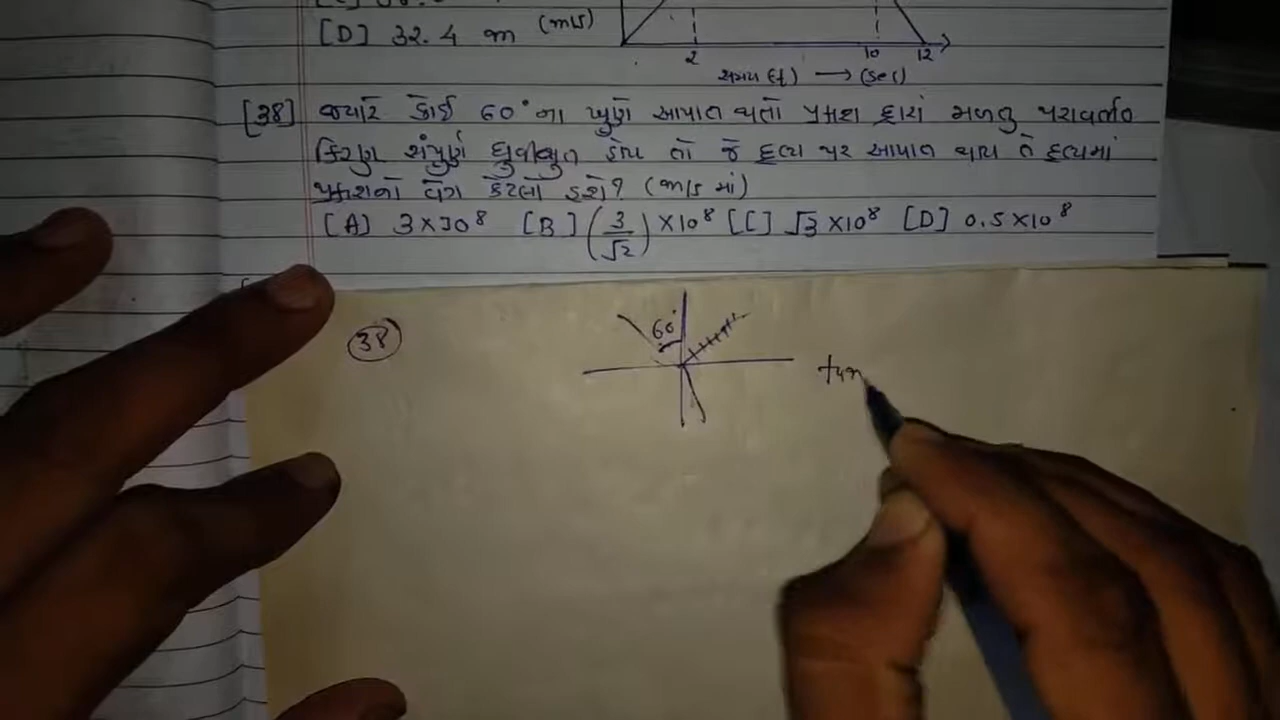 [D] 32.4 m (m/s)
2 10 12
સમય (t) ⟶ (sec)
[38] જ્યારે કોઈ 60° ના ખુણે આપાત થતો પ્રકાશ દ્વારા મળતુ પરાવર્તીત
કિરણ સંપુર્ણ ધ્રુવીભુત હોય તો જે દ્રવ્ય પર આપાત થાય તે દ્રવ્યમાં
પ્રકાશનો વેગ કેટલો હશે? (m/s માં)
[A] 3×10⁸ [B] (3/√2) ×10⁸ [C] √3×10⁸ [D] 0.5×10⁸
38 60° tan